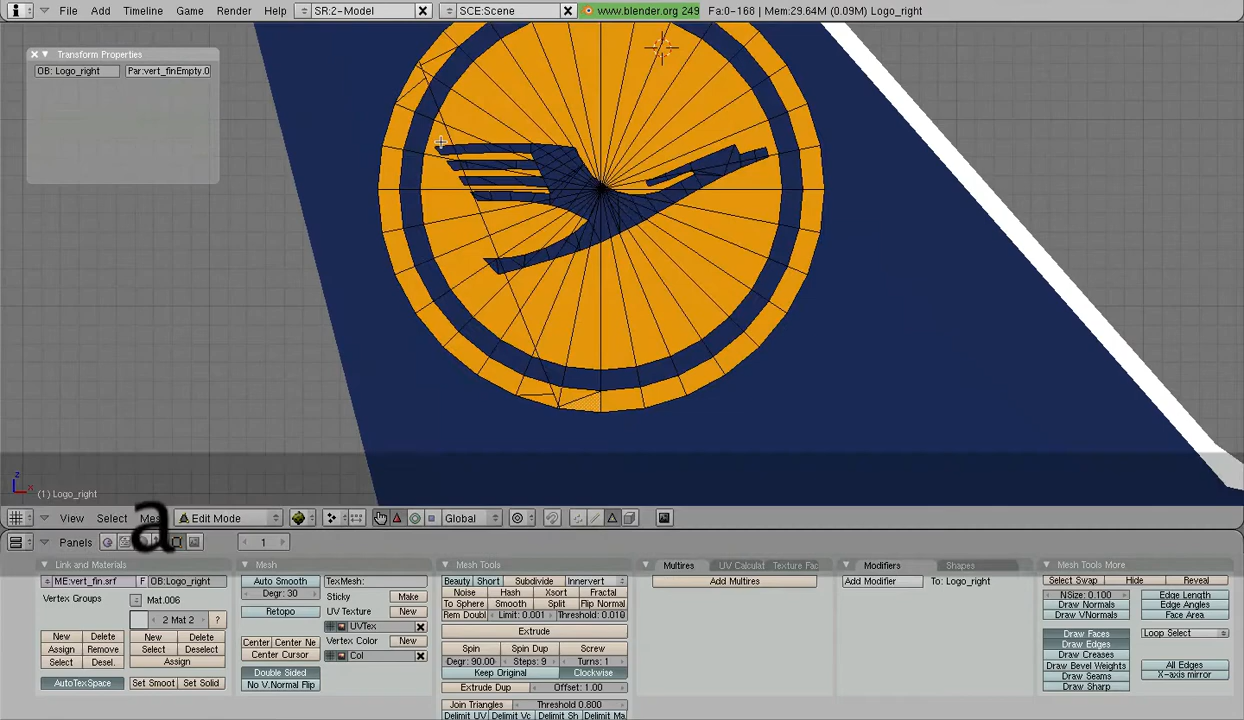 File Add Timeline Game Render Help SR:2-Model SCE:Scene www.blender.org 249 Fa:0-168 | Mem:29.64M (0.09M) Logo_right
Transform Properties
OB: Logo_right Par:vert_finEmpty.0
z
x
(1) Logo_right
a
View Select Edit Mode Global
Panels 1
Link and Materials
ME:vert_fin.srf F OB:Logo_right
Vertex Groups Mat.006
2 Mat 2 ?
New Delete New Delete
Assign Remove Select Deselect
Select Desel. Assign
AutoTexSpace Set Smoot Set Solid
Mesh
Auto Smooth TexMesh:
Degr: 30 Sticky Make
Retopo UV Texture New
UVTex
Center Center Ne Vertex Color New
Center Cursor Col
Double Sided
No V.Normal Flip
Mesh Tools
Beauty Short Subdivide Innervert
Noise Hash Xsort Fractal
To Sphere Smooth Split Flip Normal
Rem Doubl Limit: 0.001 Threshold: 0.010
Extrude
Spin Spin Dup Screw
Degr: 90.00 Steps: 9 Turns: 1
Keep Original Clockwise
Extrude Dup Offset: 1.00
Join Triangles Threshold 0.800
Delimit UV Delimit Vc Delimit Sh Delimit Ma
Multires UV Calculat Texture Fac
Add Multires
Modifiers Shapes
Add Modifier To: Logo_right
Mesh Tools More
Select Swap Hide Reveal
NSize: 0.100 Edge Length
Draw Normals Edge Angles
Draw VNormals Face Area
Draw Faces Loop Select
Draw Edges
Draw Creases
Draw Bevel Weights All Edges
Draw Seams X-axis mirror
Draw Sharp